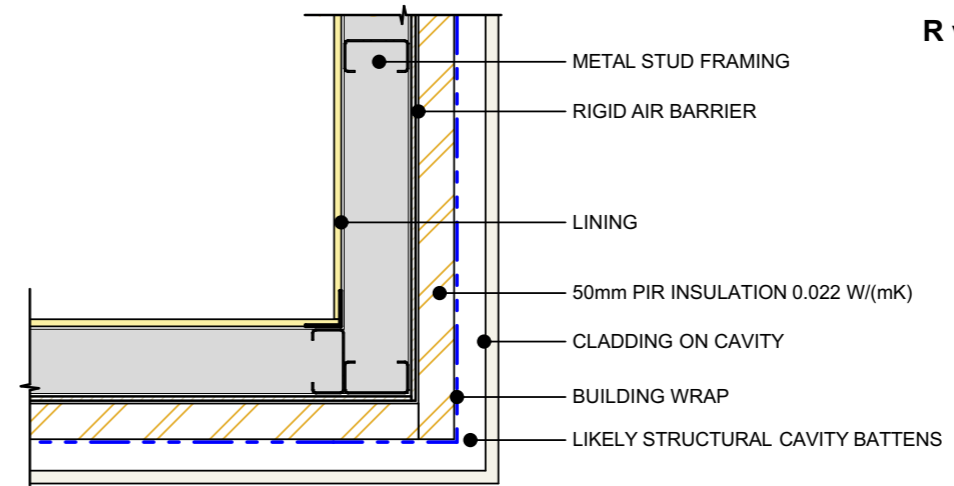 R
METAL STUD FRAMING
RIGID AIR BARRIER
LINING
50mm PIR INSULATION 0.022 W/(mK)
CLADDING ON CAVITY
BUILDING WRAP
LIKELY STRUCTURAL CAVITY BATTENS